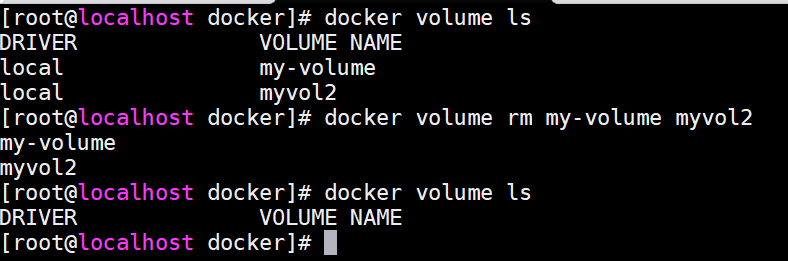 [root@localhost docker]# docker volume ls
DRIVER              VOLUME NAME
local               my-volume
local               myvol2
[root@localhost docker]# docker volume rm my-volume myvol2
my-volume
myvol2
[root@localhost docker]# docker volume ls
DRIVER              VOLUME NAME
[root@localhost docker]#